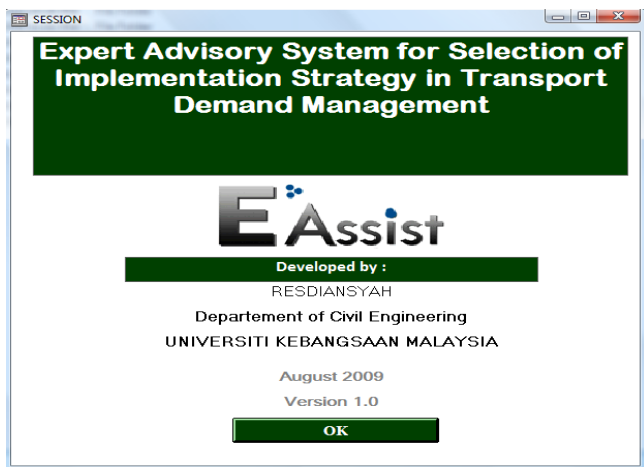 SESSION
Expert Advisory System for Selection of
Implementation Strategy in Transport
Demand Management
E Assist
Developed by :
RESDIANSYAH
Departement of Civil Engineering
UNIVERSITI KEBANGSAAN MALAYSIA
August 2009
Version 1.0
OK